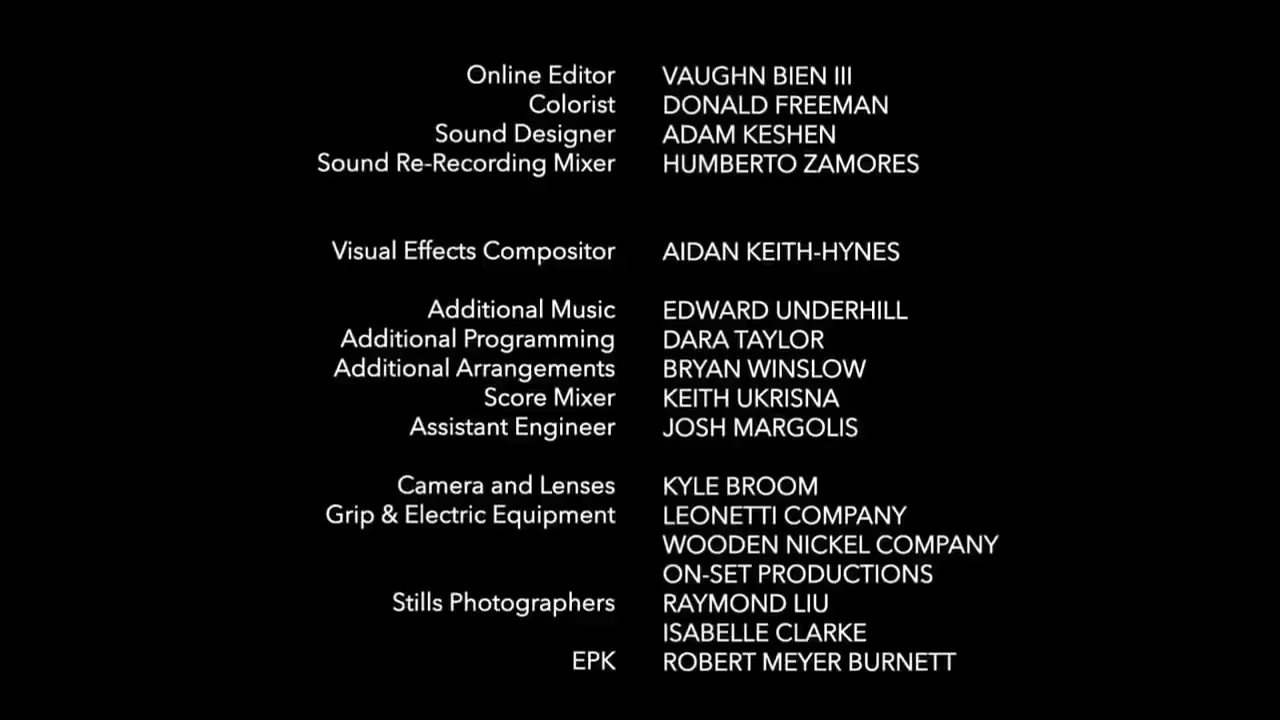 Online Editor VAUGHN BIEN III
Colorist DONALD FREEMAN
Sound Designer ADAM KESHEN
Sound Re-Recording Mixer HUMBERTO ZAMORES
Visual Effects Compositor AIDAN KEITH-HYNES
Additional Music EDWARD UNDERHILL
Additional Programming DARA TAYLOR
Additional Arrangements BRYAN WINSLOW
Score Mixer KEITH UKRISNA
Assistant Engineer JOSH MARGOLIS
Camera and Lenses KYLE BROOM
Grip & Electric Equipment LEONETTI COMPANY
WOODEN NICKEL COMPANY
ON-SET PRODUCTIONS
Stills Photographers RAYMOND LIU
ISABELLE CLARKE
EPK ROBERT MEYER BURNETT